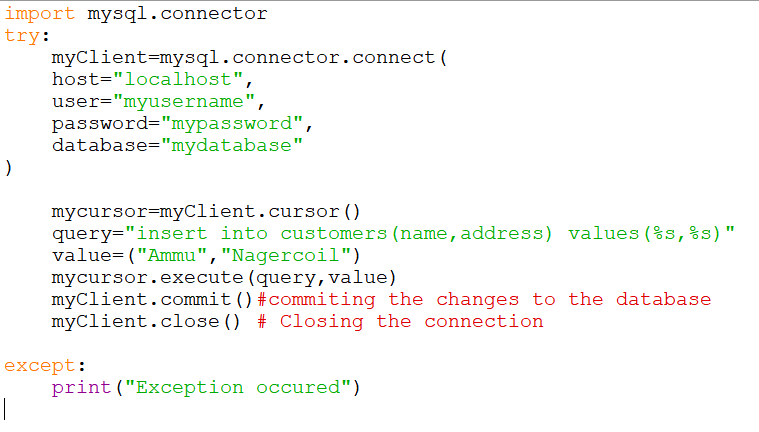 import mysql.connector
try:
    myClient=mysql.connector.connect(
    host="localhost",
    user="myusername",
    password="mypassword",
    database="mydatabase"
)
    mycursor=myClient.cursor()
    query="insert into customers(name,address) values(%s,%s)"
    value=("Ammu","Nagercoil")
    mycursor.execute(query,value)
    myClient.commit()#commiting the changes to the database
    myClient.close() # Closing the connection
except:
    print("Exception occured")